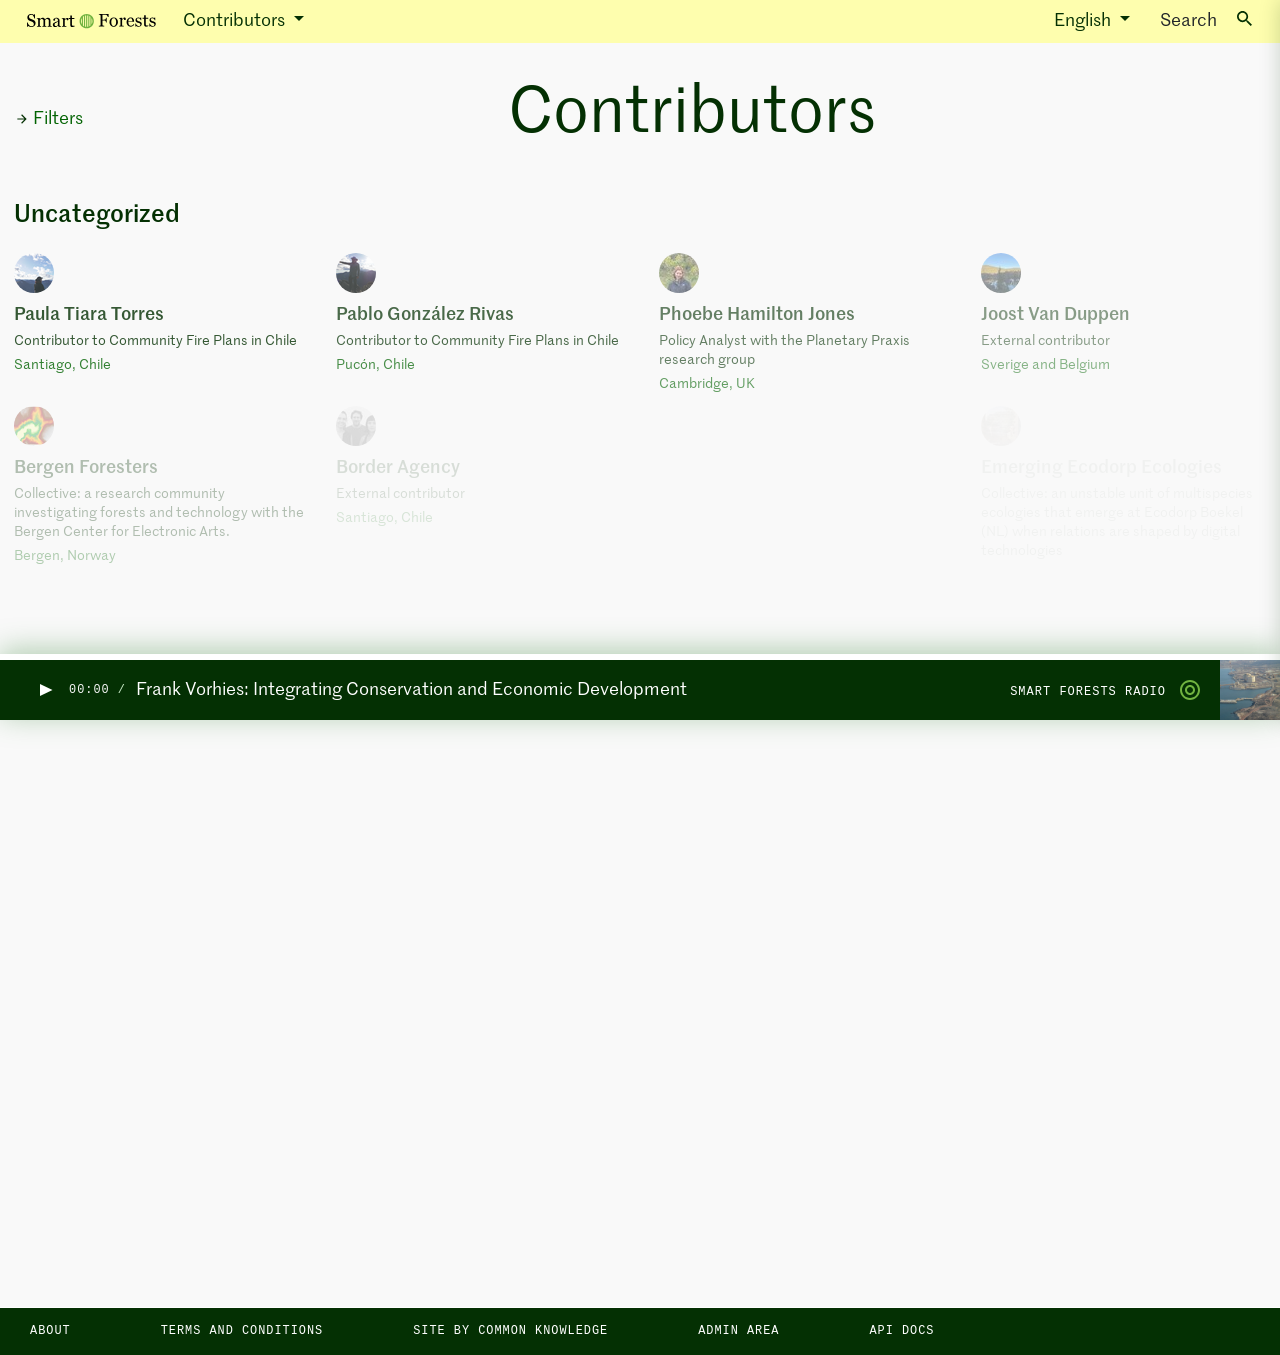 Smart Forests
Contributors
English
Search
→ Filters
Contributors
Uncategorized
Paula Tiara Torres
Contributor to Community Fire Plans in Chile
Santiago, Chile
Pablo González Rivas
Contributor to Community Fire Plans in Chile
Pucón, Chile
Phoebe Hamilton Jones
Policy Analyst with the Planetary Praxis
research group
Cambridge, UK
Joost Van Duppen
External contributor
Sverige and Belgium
Bergen Foresters
Collective: a research community
investigating forests and technology with the
Bergen Center for Electronic Arts.
Bergen, Norway
Border Agency
External contributor
Santiago, Chile
Emerging Ecodorp Ecologies
Collective: an unstable unit of multispecies
ecologies that emerge at Ecodorp Boekel
(NL) when relations are shaped by digital
technologies
00:00 /
Frank Vorhies: Integrating Conservation and Economic Development
SMART FORESTS RADIO
ABOUT
TERMS AND CONDITIONS
SITE BY COMMON KNOWLEDGE
ADMIN AREA
API DOCS